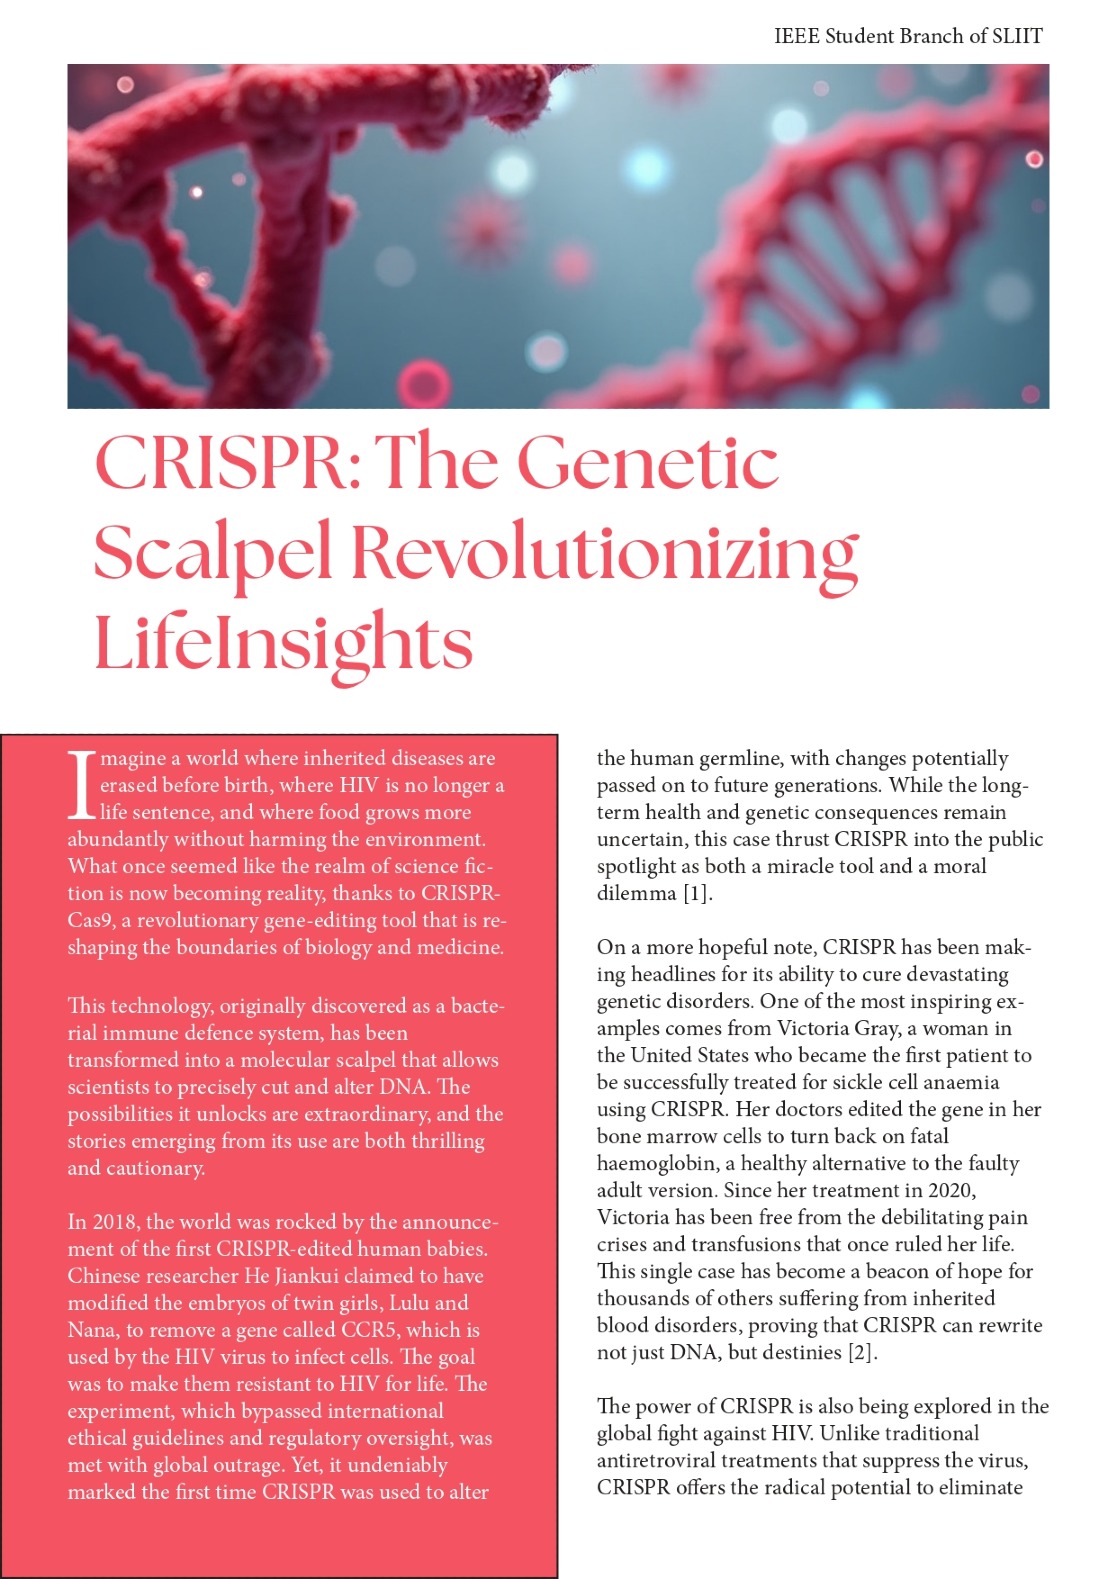 IEEE Student Branch of SLIIT
CRISPR: The Genetic
Scalpel Revolutionizing
LifeInsights
Imagine a world where inherited diseases are
erased before birth, where HIV is no longer a
life sentence, and where food grows more
abundantly without harming the environment.
What once seemed like the realm of science fic-
tion is now becoming reality, thanks to CRISPR-
Cas9, a revolutionary gene-editing tool that is re-
shaping the boundaries of biology and medicine.
This technology, originally discovered as a bacte-
rial immune defence system, has been
transformed into a molecular scalpel that allows
scientists to precisely cut and alter DNA. The
possibilities it unlocks are extraordinary, and the
stories emerging from its use are both thrilling
and cautionary.
In 2018, the world was rocked by the announce-
ment of the first CRISPR-edited human babies.
Chinese researcher He Jiankui claimed to have
modified the embryos of twin girls, Lulu and
Nana, to remove a gene called CCR5, which is
used by the HIV virus to infect cells. The goal
was to make them resistant to HIV for life. The
experiment, which bypassed international
ethical guidelines and regulatory oversight, was
met with global outrage. Yet, it undeniably
marked the first time CRISPR was used to alter
the human germline, with changes potentially
passed on to future generations. While the long-
term health and genetic consequences remain
uncertain, this case thrust CRISPR into the public
spotlight as both a miracle tool and a moral
dilemma [1].
On a more hopeful note, CRISPR has been mak-
ing headlines for its ability to cure devastating
genetic disorders. One of the most inspiring ex-
amples comes from Victoria Gray, a woman in
the United States who became the first patient to
be successfully treated for sickle cell anaemia
using CRISPR. Her doctors edited the gene in her
bone marrow cells to turn back on fatal
haemoglobin, a healthy alternative to the faulty
adult version. Since her treatment in 2020,
Victoria has been free from the debilitating pain
crises and transfusions that once ruled her life.
This single case has become a beacon of hope for
thousands of others suffering from inherited
blood disorders, proving that CRISPR can rewrite
not just DNA, but destinies [2].
The power of CRISPR is also being explored in the
global fight against HIV. Unlike traditional
antiretroviral treatments that suppress the virus,
CRISPR offers the radical potential to eliminate